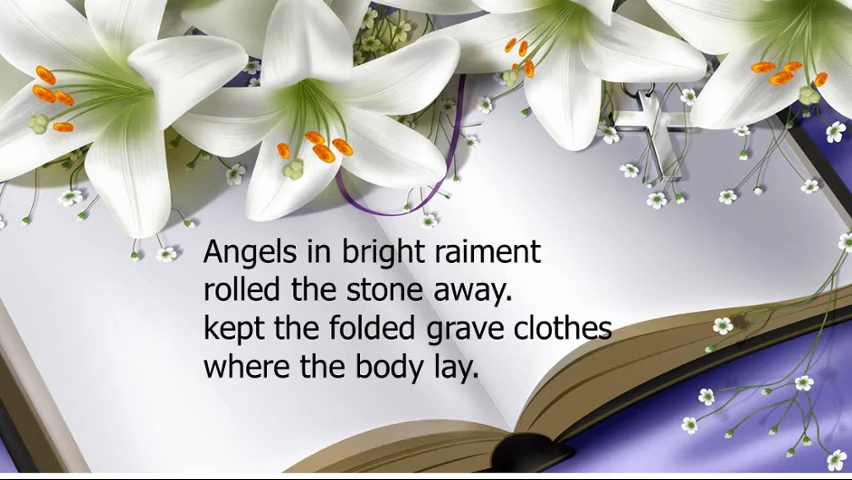 Angels in bright raiment
rolled the stone away.
kept the folded grave clothes
where the body lay.